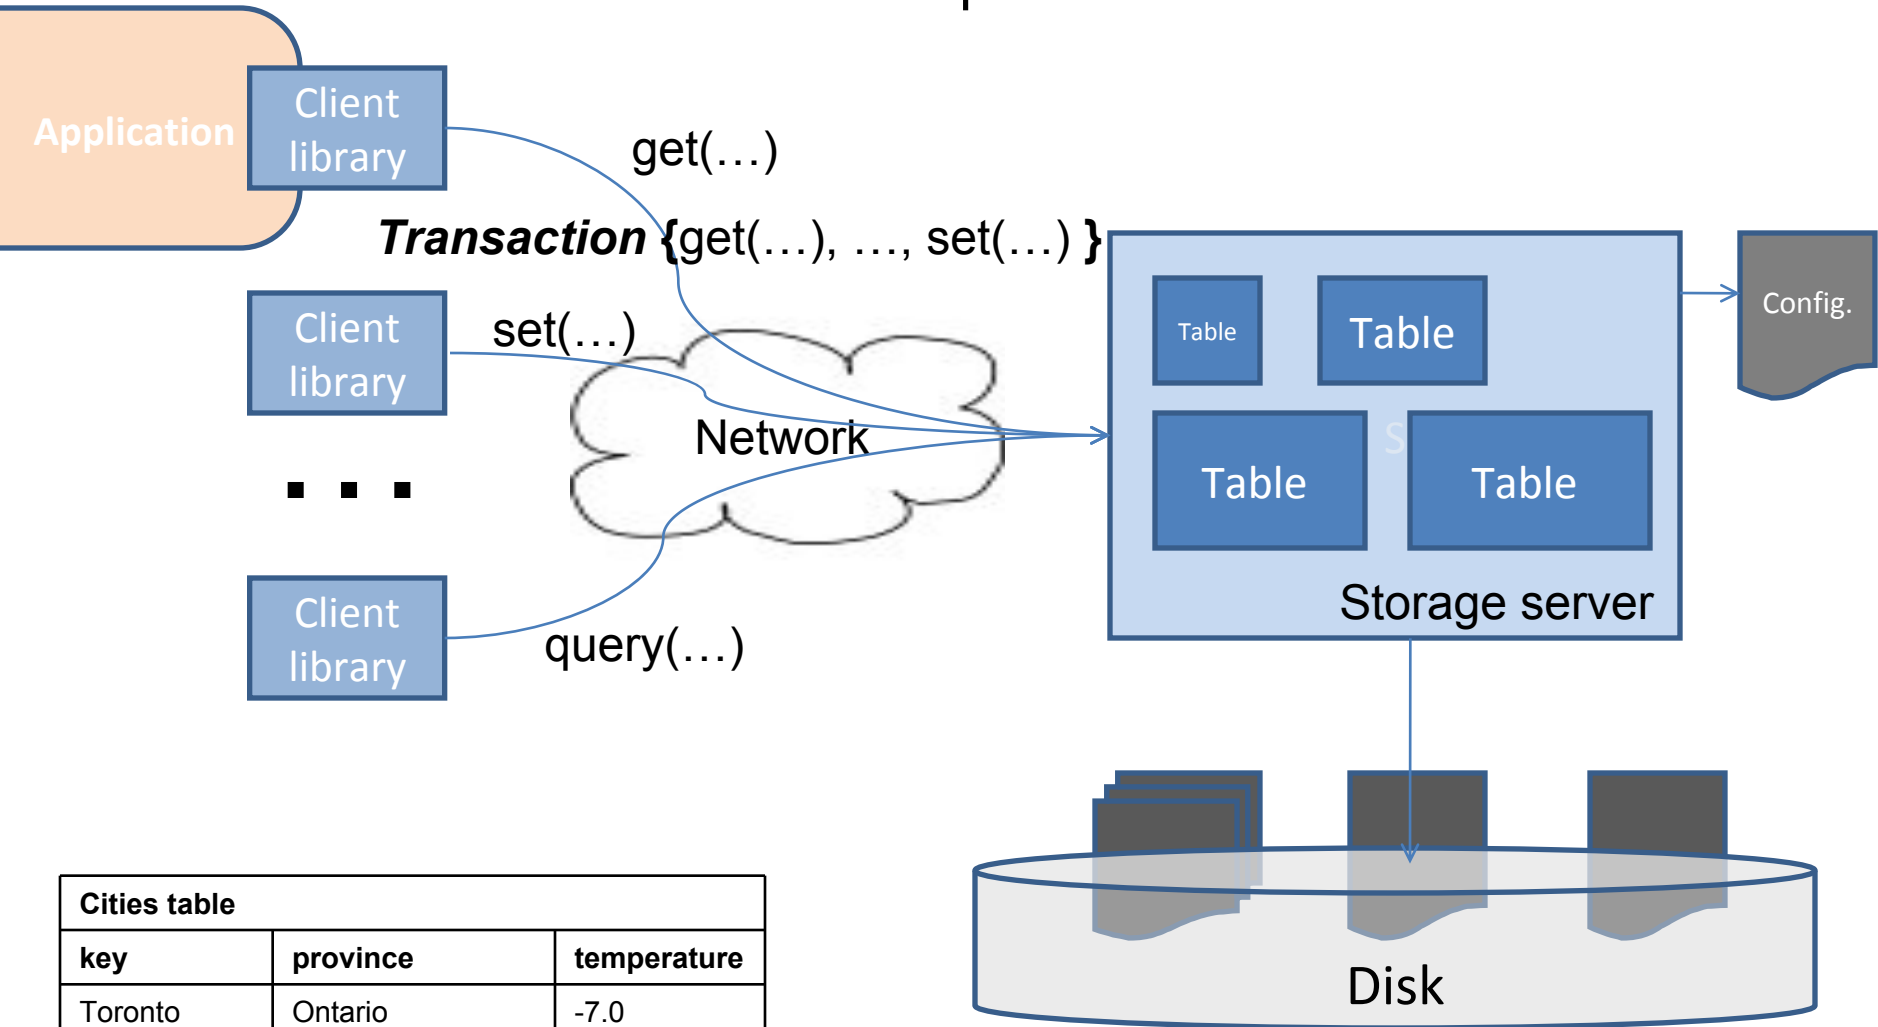 Application
Client
library
get(…)
Transaction {get(…), …, set(…) }
Client
library
set(…)
Network
Client
library
query(…)
Table
Table
Table
Table
Storage server
Config.
Disk
Cities table
key province temperature
Toronto Ontario -7.0